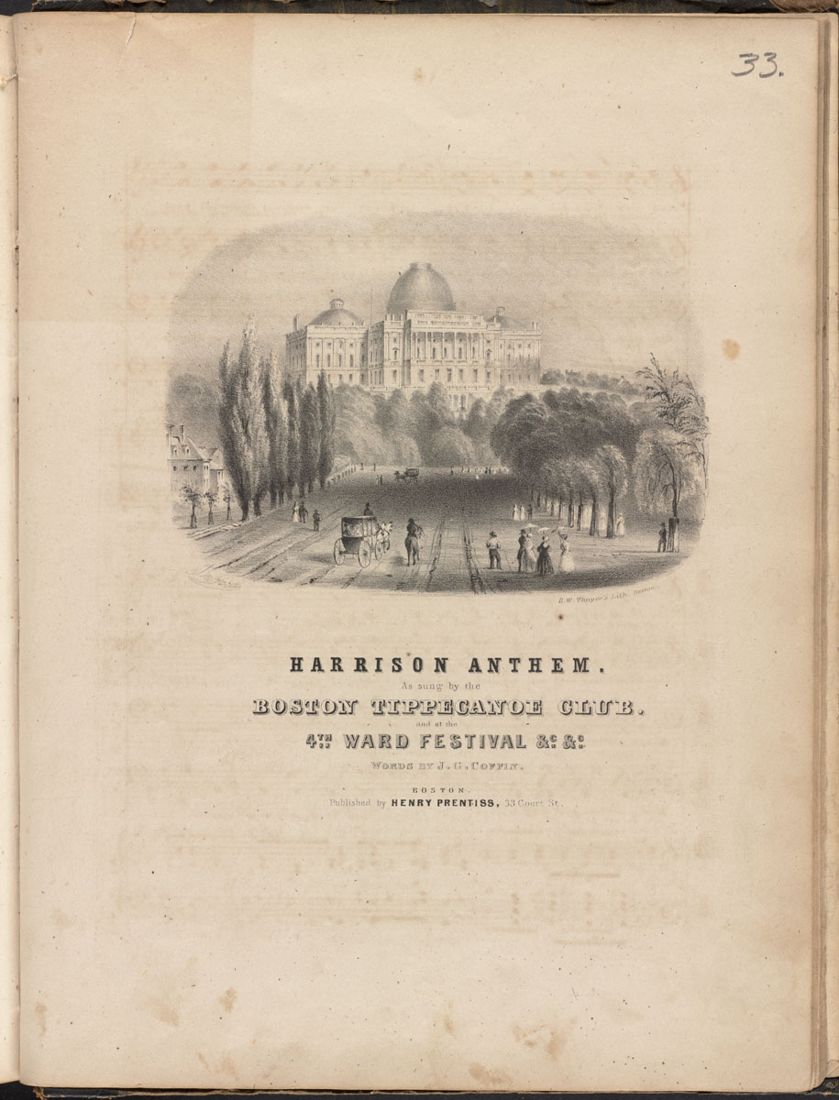 33.
B.W. Thayer's Lith. Boston.
HARRISON ANTHEM.
As sung by the
BOSTON TIPPECANOE CLUB.
and at the
4TH WARD FESTIVAL &C &C
WORDS BY J. G. COFFIN.
BOSTON.
Published by HENRY PRENTISS, 33 Court St.